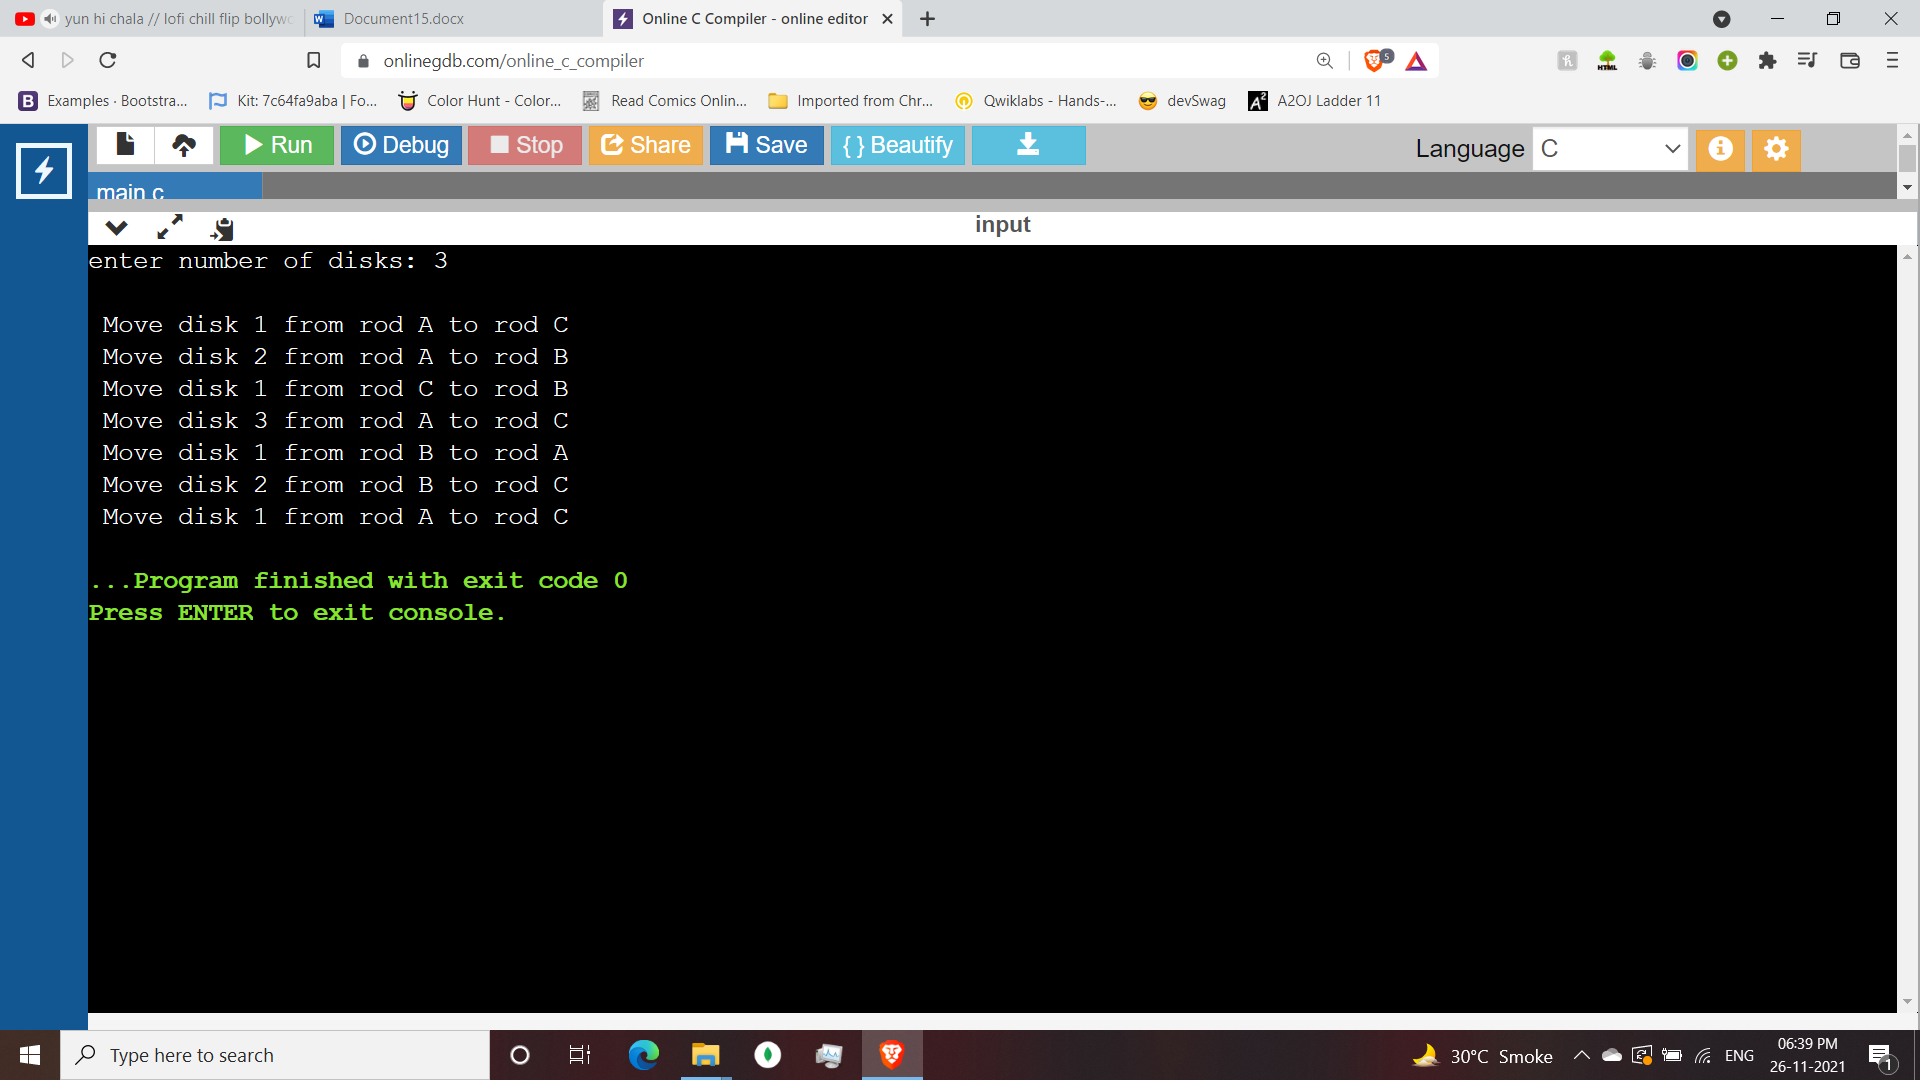 yun hi chala // lofi chill flip bollyw
Document15.docx
Online C Compiler - online editor
onlinegdb.com/online_c_compiler
5
Examples · Bootstra...
Kit: 7c64fa9aba | Fo...
Color Hunt - Color...
Read Comics Onlin...
Imported from Chr...
Qwiklabs - Hands-...
devSwag
A2OJ Ladder 11
Run
Debug
Stop
Share
Save
{ } Beautify
Language
C
main.c
input
enter number of disks: 3
Move disk 1 from rod A to rod C
Move disk 2 from rod A to rod B
Move disk 1 from rod C to rod B
Move disk 3 from rod A to rod C
Move disk 1 from rod B to rod A
Move disk 2 from rod B to rod C
Move disk 1 from rod A to rod C
...Program finished with exit code 0
Press ENTER to exit console.
Type here to search
30°C Smoke
ENG
06:39 PM
26-11-2021
1